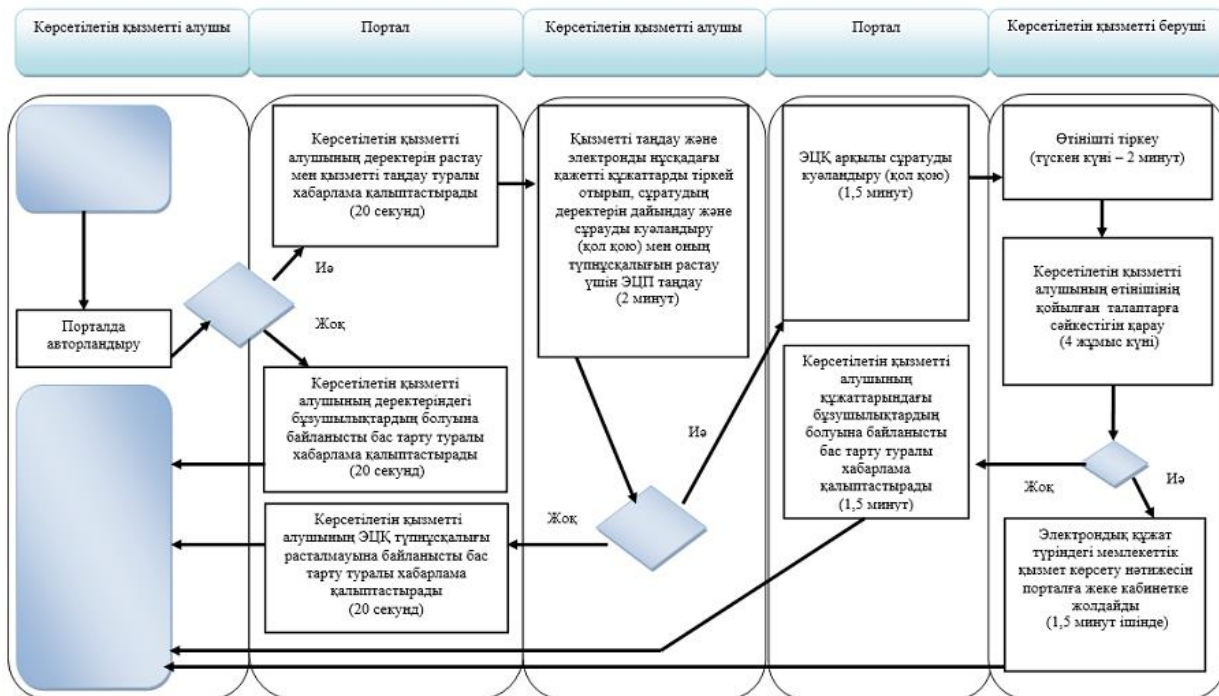 Көрсетілетін қызметті алушы
Портал
Көрсетілетін қызметті алушы
Портал
Көрсетілетін қызметті беруші
Порталда
авторландыру
Көрсетілетін қызметті
алушының деректерін растау
мен қызметті таңдау туралы
хабарлама қалыптастырады
(20 секунд)
Иә
Жоқ
Көрсетілетін қызметті
алушының деректеріндегі
бұзушылықтардың болуына
байланысты бас тарту туралы
хабарлама қалыптастырады
(20 секунд)
Көрсетілетін қызметті
алушының ЭЦҚ түпнұсқалығы
расталмауына байланысты бас
тарту туралы хабарлама
қалыптастырады
(20 секунд)
Қызметті таңдау және
электронды нұсқадағы
қажетті құжаттарды тіркей
отырып, сұратудың
деректерін дайындау және
сұрауды куәландыру
(қол қою) мен оның
түпнұсқалығын растау
үшін ЭЦП таңдау
(2 минут)
Иә
Жоқ
ЭЦҚ арқылы сұратуды
куәландыру (қол қою)
(1,5 минут)
Көрсетілетін қызметті
алушының
құжаттарындағы
бұзушылықтардың
болуына байланысты
бас тарту туралы
хабарлама
қалыптастырады
(1,5 минут)
Өтінішті тіркеу
(түскен күні – 2 минут)
Көрсетілетін қызметті
алушының өтінішінің
қойылған талаптарға
сәйкестігін қарау
(4 жұмыс күні)
Жоқ
Иә
Электрондық құжат
түріндегі мемлекеттік
қызмет көрсету нәтижесін
порталға жеке кабинетке
жолдайды
(1,5 минут ішінде)